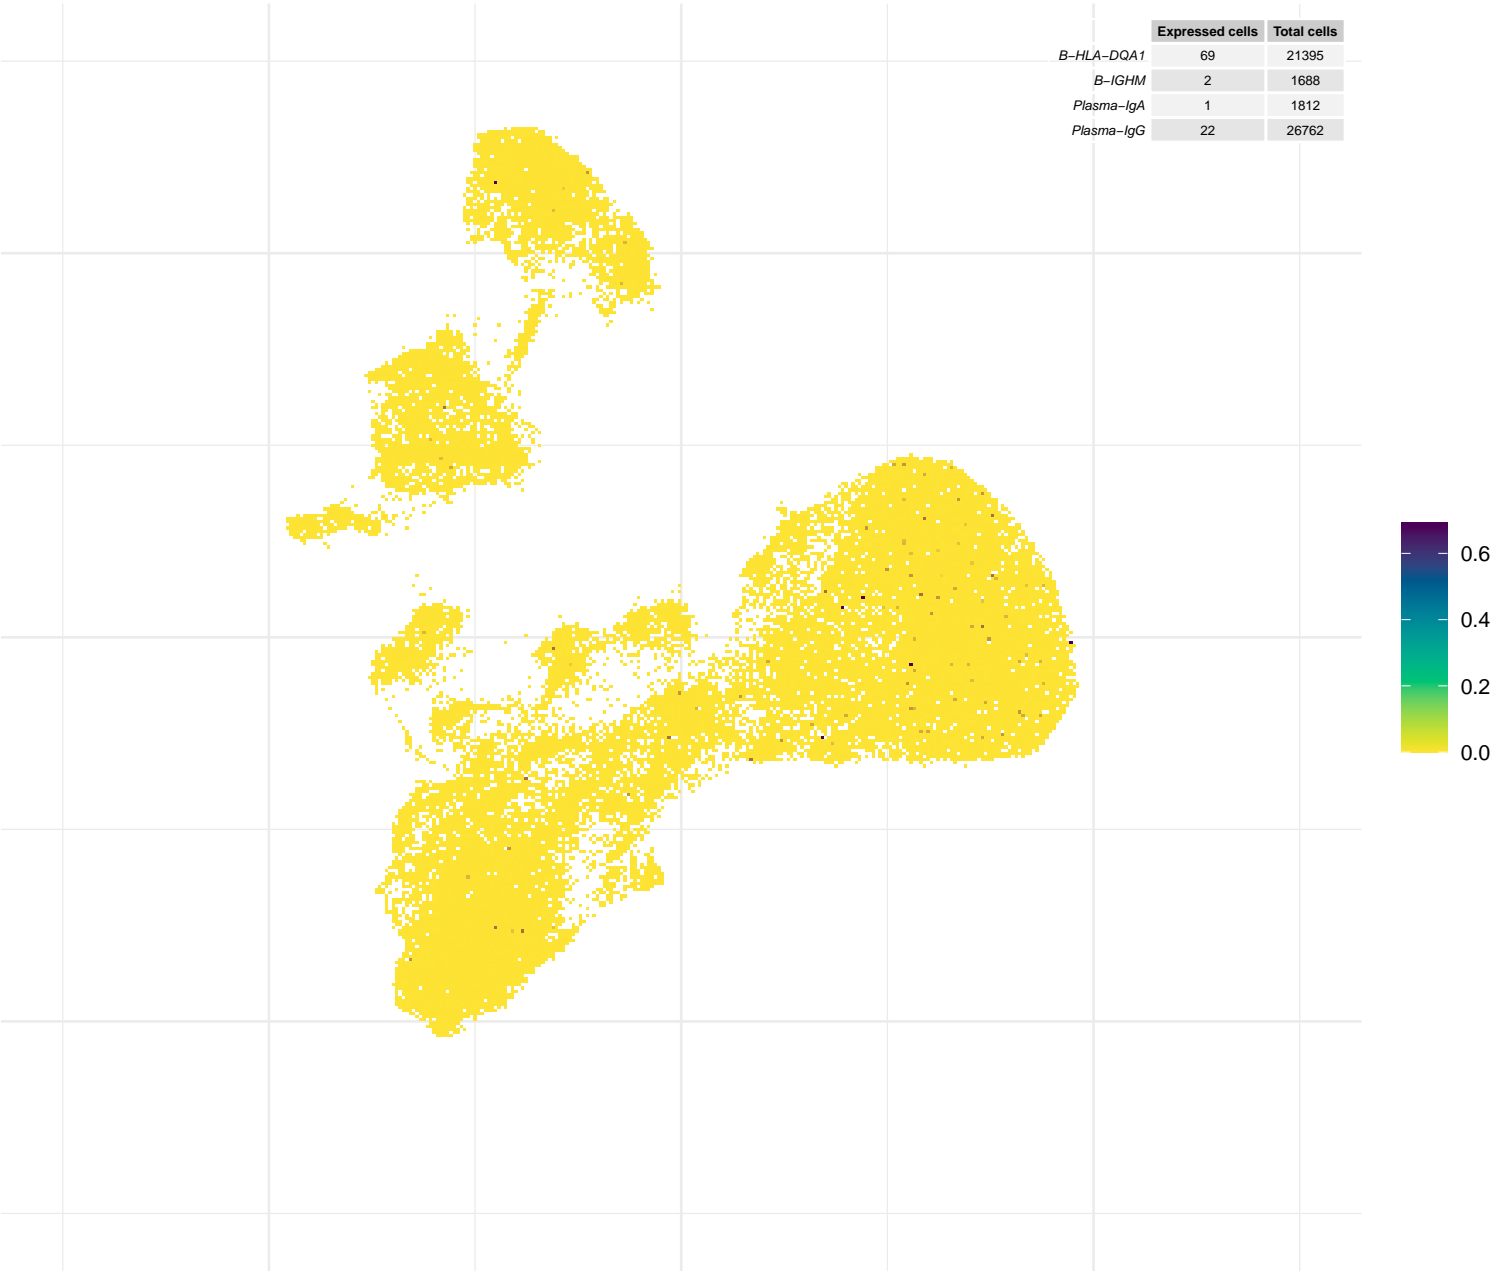 Expressed cells Total cells
B−HLA−DQA1 69 21395
B−IGHM 2 1688
Plasma−IgA 1 1812
Plasma−IgG 22 26762
0.6
0.4
0.2
0.0